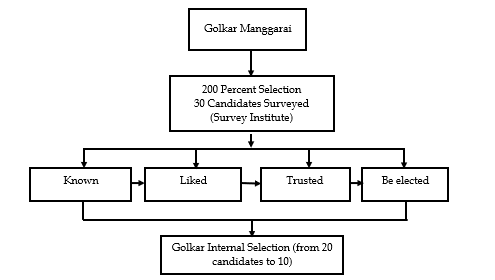 Golkar Manggarai
200 Percent Selection
30 Candidates Surveyed
(Survey Institute)
Known
Liked
Trusted
Be elected
Golkar Internal Selection (from 20
candidates to 10)